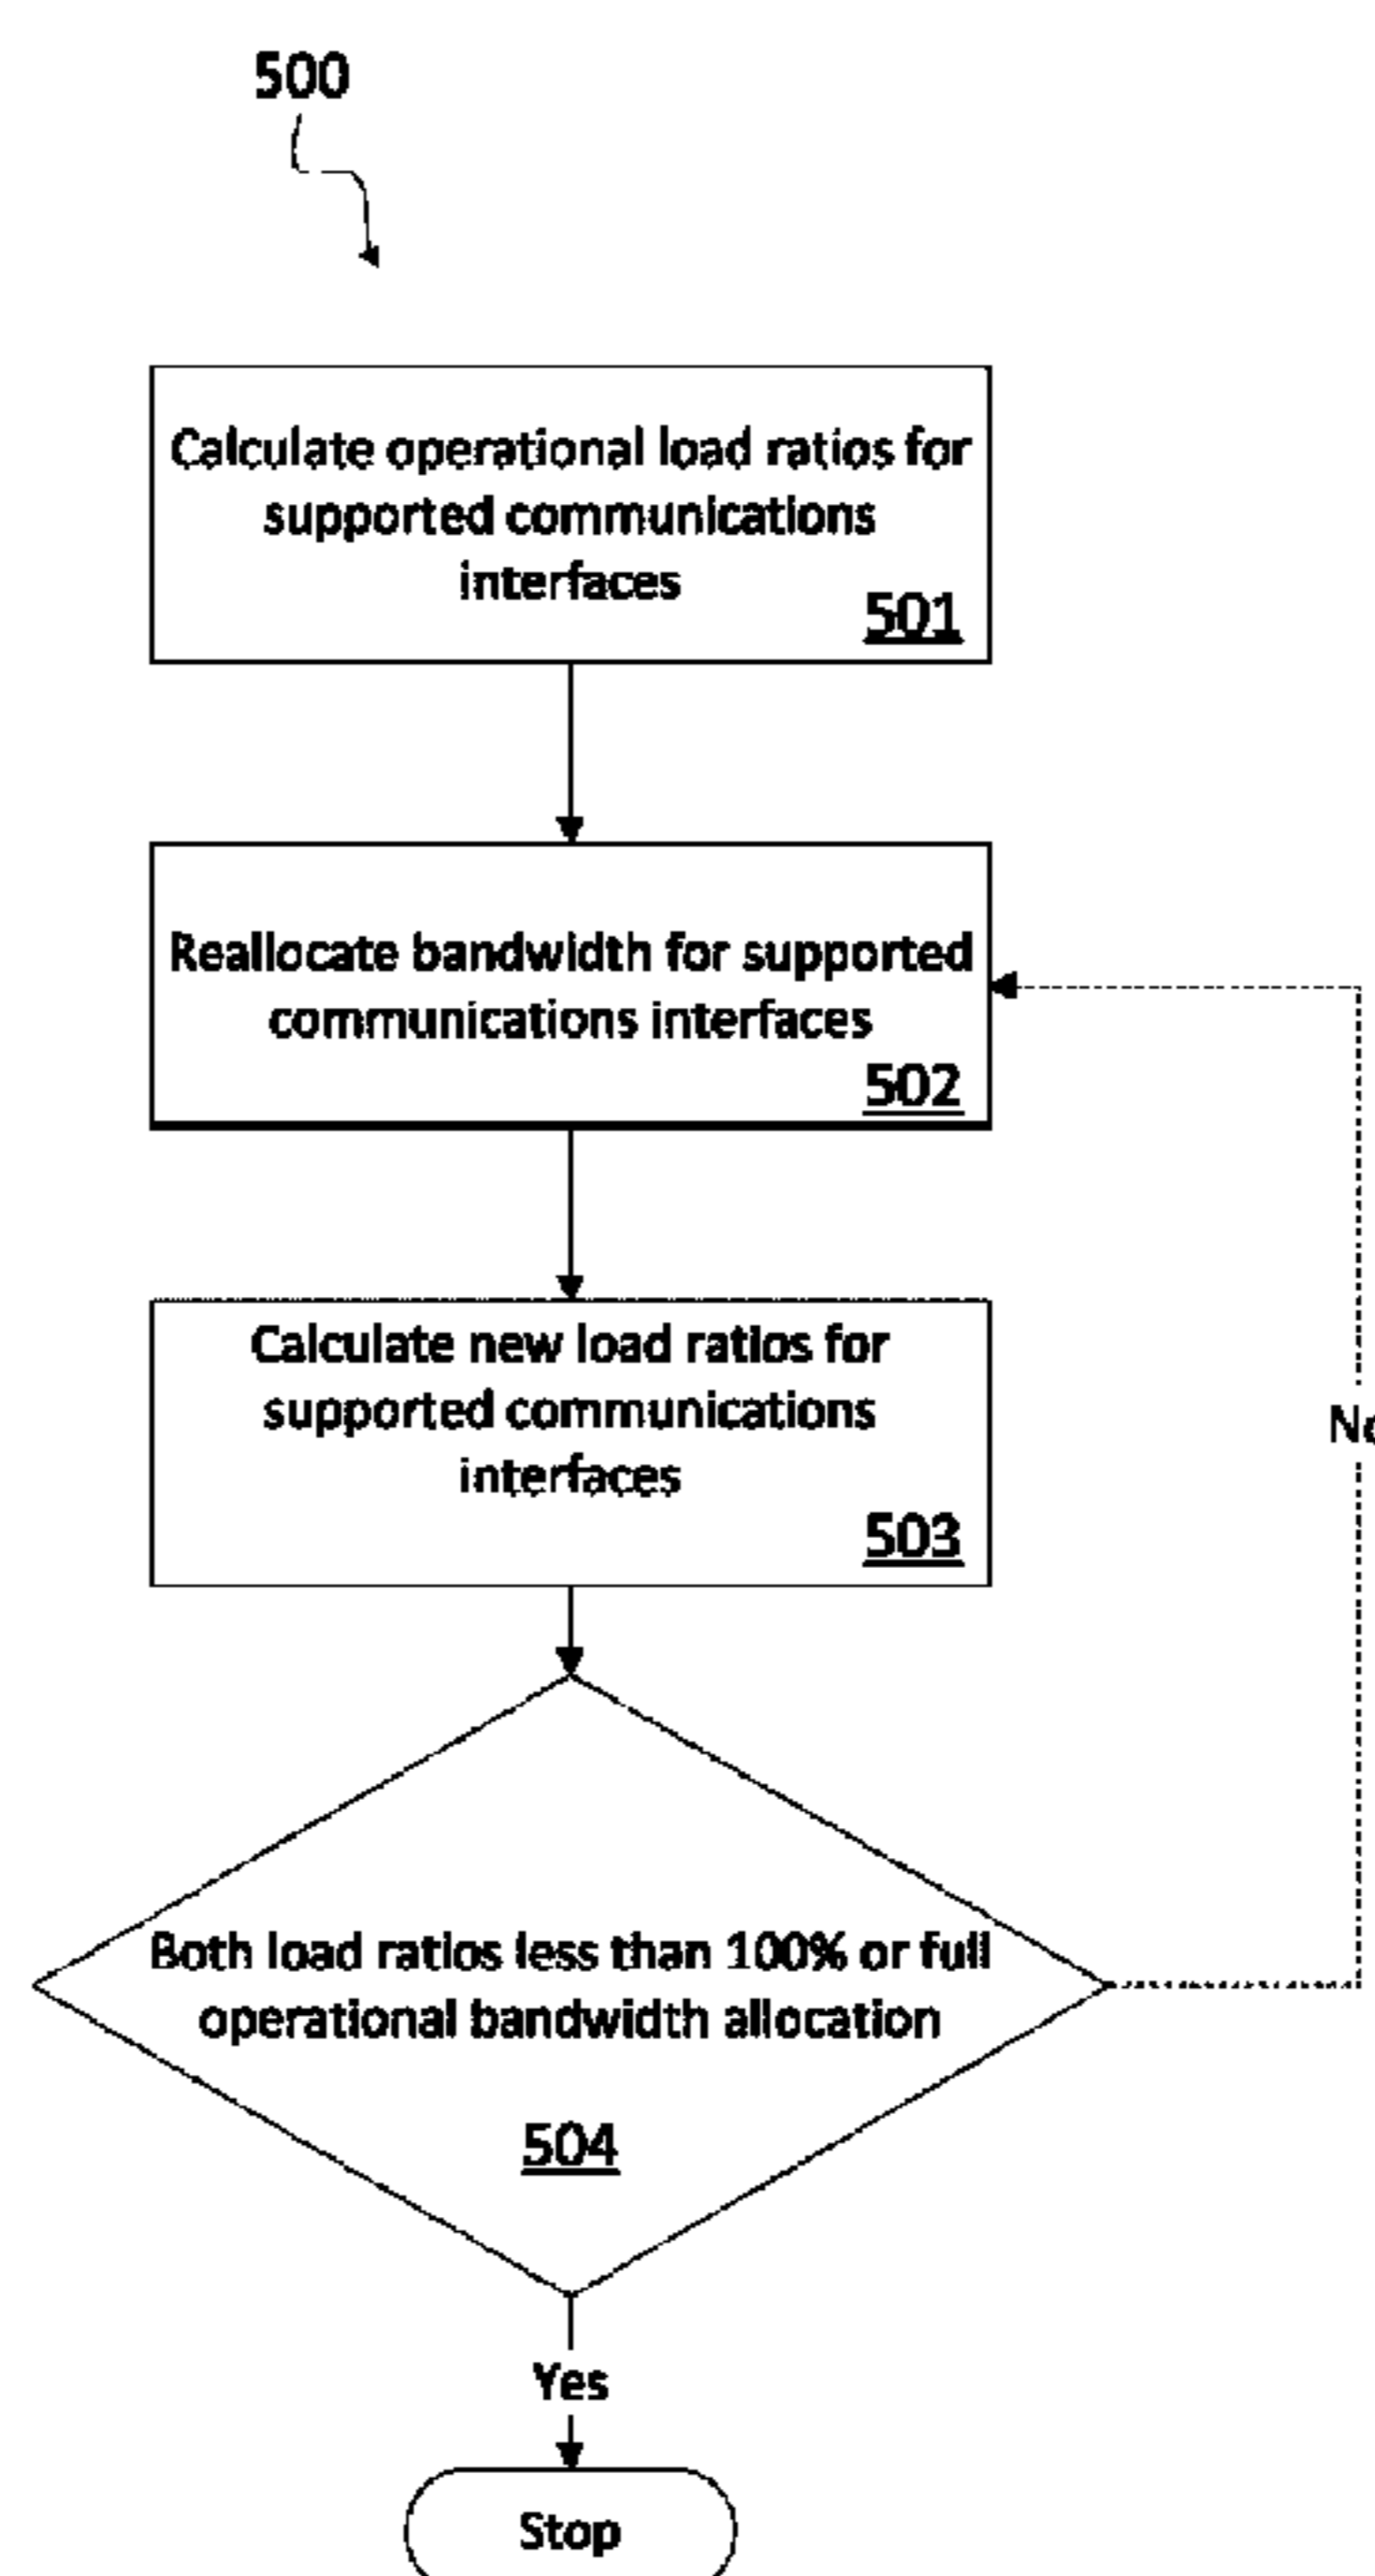 500
Calculate operational load ratios for
supported communications
interfaces
501
Reallocate bandwidth for supported
communications interfaces
502
Calculate new load ratios for
supported communications
interfaces
503
No
Both load ratios less than 100% or full
operational bandwidth allocation
504
Yes
Stop